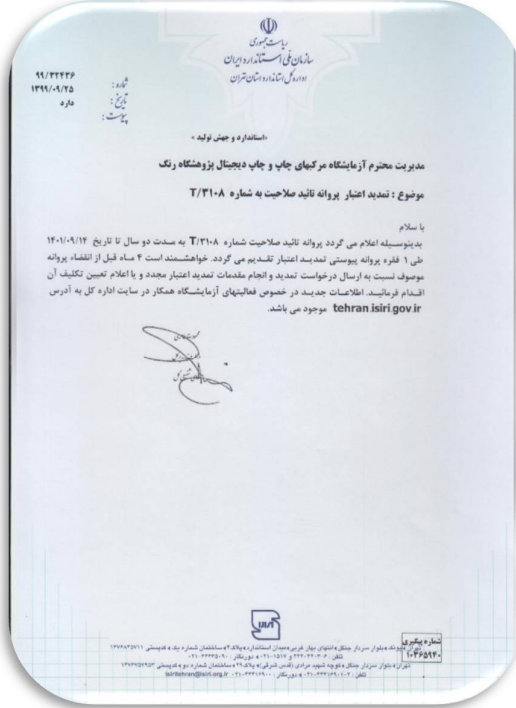 ریاست جمهوری
سازمان ملی استاندارد ایران
اداره کل استاندارد استان تهران
شماره : ۹۹/۳۲۴۳۶
تاریخ : ۱۳۹۹/۰۹/۲۵
پیوست : دارد
«استاندارد و جهش تولید »
مدیریت محترم آزمایشگاه مرکبهای چاپ و چاپ دیجیتال پژوهشگاه رنگ
موضوع : تمدید اعتبار پروانه تائید صلاحیت به شماره T/۳۱۰۸
با سلام
بدینوسیله اعلام می گردد پروانه تائید صلاحیت شماره T/۳۱۰۸ به مدت دو سال تا تاریخ ۱۴۰۱/۰۹/۱۴
طی ۱ فقره پروانه پیوستی تمدید اعتبار تقدیم می گردد. خواهشمند است ۴ ماه قبل از انقضاء پروانه
موصوف نسبت به ارسال درخواست تمدید و انجام مقدمات تمدید اعتبار مجدد و یا اعلام تعیین تکلیف آن
اقدام فرمائید. اطلاعات جدید در خصوص فعالیتهای آزمایشگاه همکار در سایت اداره کل به آدرس
tehran.isiri.gov.ir موجود می باشد.
شماره پیگیری
۱۰۳۶۵۹۴۰